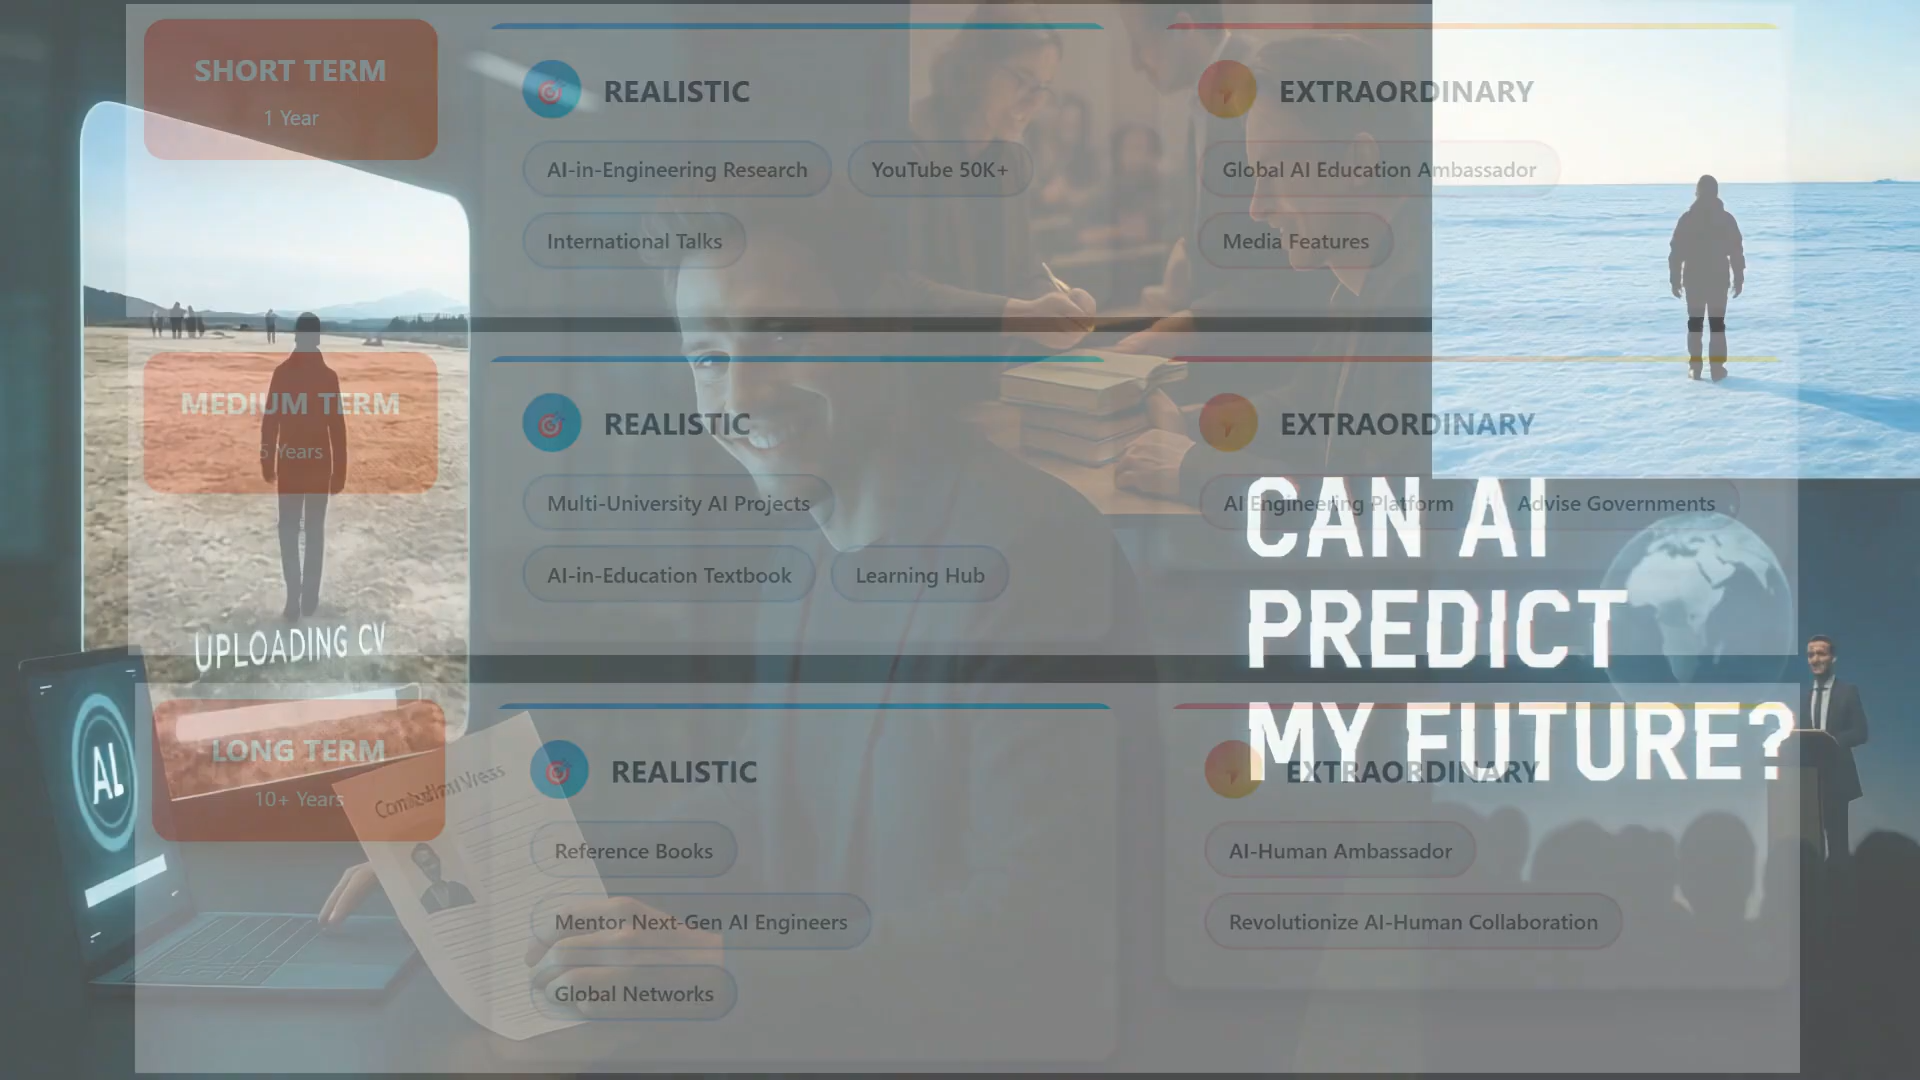 SHORT TERM
1 Year
REALISTIC
AI-in-Engineering Research
YouTube 50K+
International Talks
EXTRAORDINARY
Global AI Education Ambassador
Media Features
MEDIUM TERM
5 Years
REALISTIC
Multi-University AI Projects
AI-in-Education Textbook
Learning Hub
EXTRAORDINARY
AI Engineering Platform
Advise Governments
CAN AI
PREDICT
MY FUTURE?
UPLOADING CV
AI
LONG TERM
10+ Years
REALISTIC
Reference Books
Mentor Next-Gen AI Engineers
Global Networks
EXTRAORDINARY
AI-Human Ambassador
Revolutionize AI-Human Collaboration